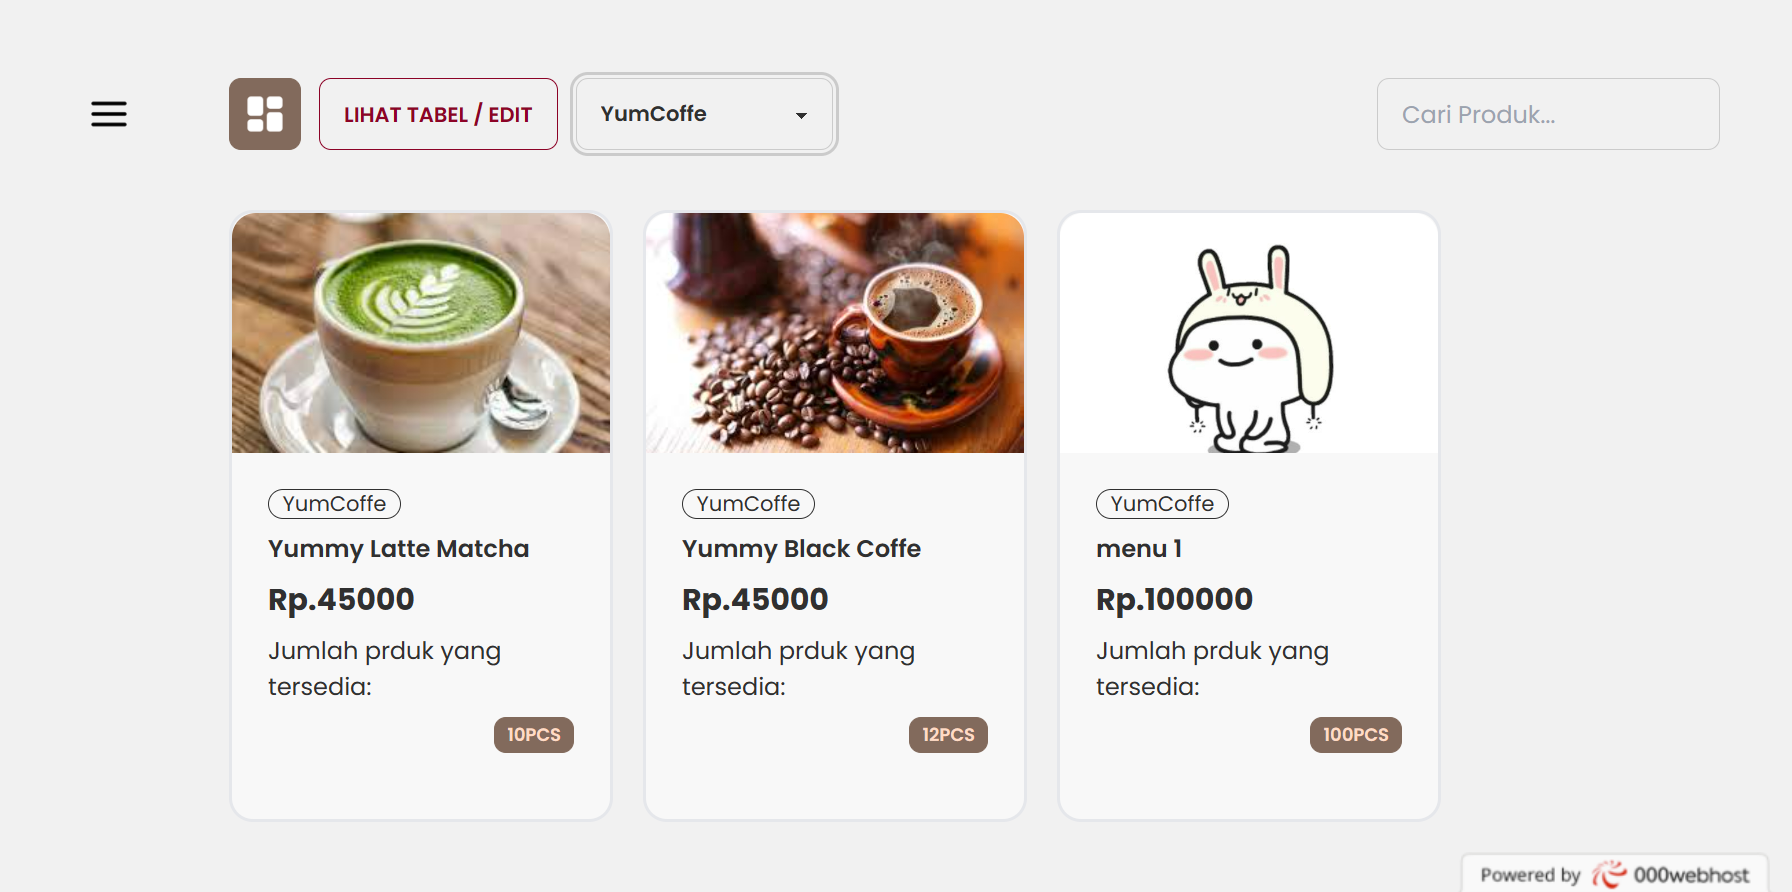 LIHAT TABEL / EDIT
YumCoffe
Cari Produk...
YumCoffe
Yummy Latte Matcha
Rp.45000
Jumlah prduk yang
tersedia:
10PCS
YumCoffe
Yummy Black Coffe
Rp.45000
Jumlah prduk yang
tersedia:
12PCS
YumCoffe
menu 1
Rp.100000
Jumlah prduk yang
tersedia:
100PCS
Powered by 000webhost